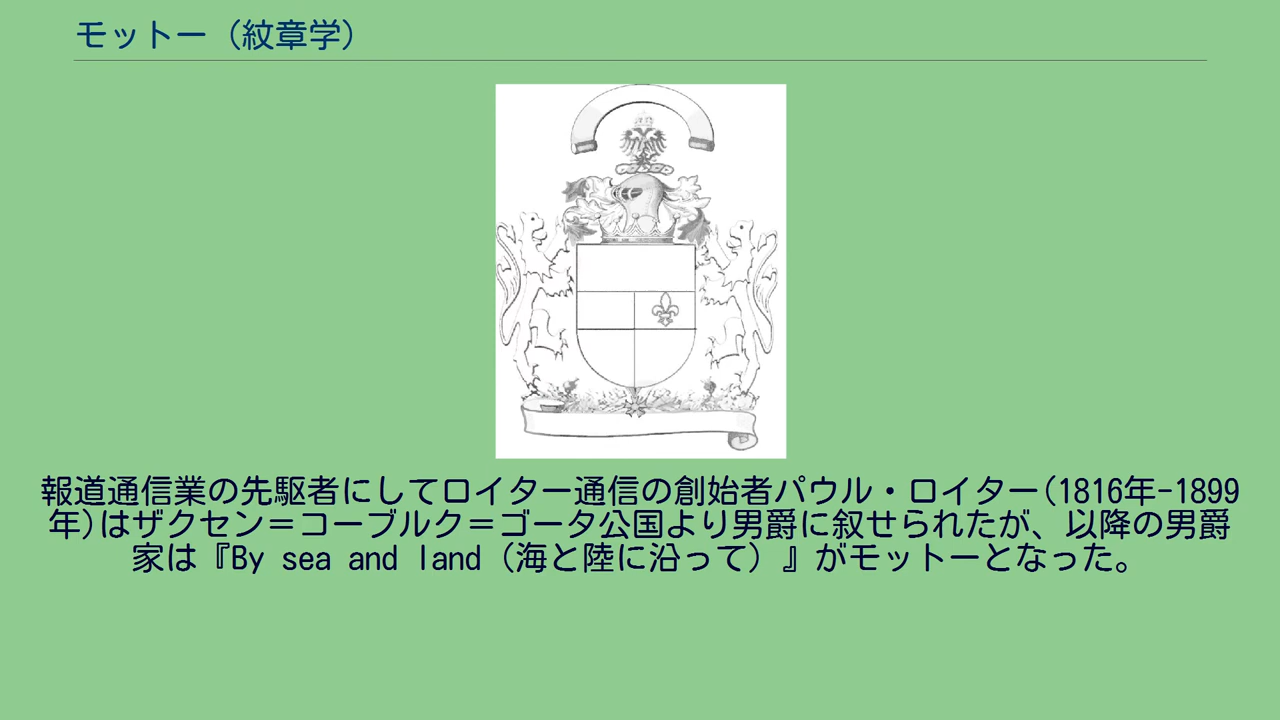 モットー（紋章学）
報道通信業の先駆者にしてロイター通信の創始者パウル・ロイター(1816年-1899
年)はザクセン＝コーブルク＝ゴータ公国より男爵に叙せられたが、以降の男爵
家は『By sea and land（海と陸に沿って）』がモットーとなった。